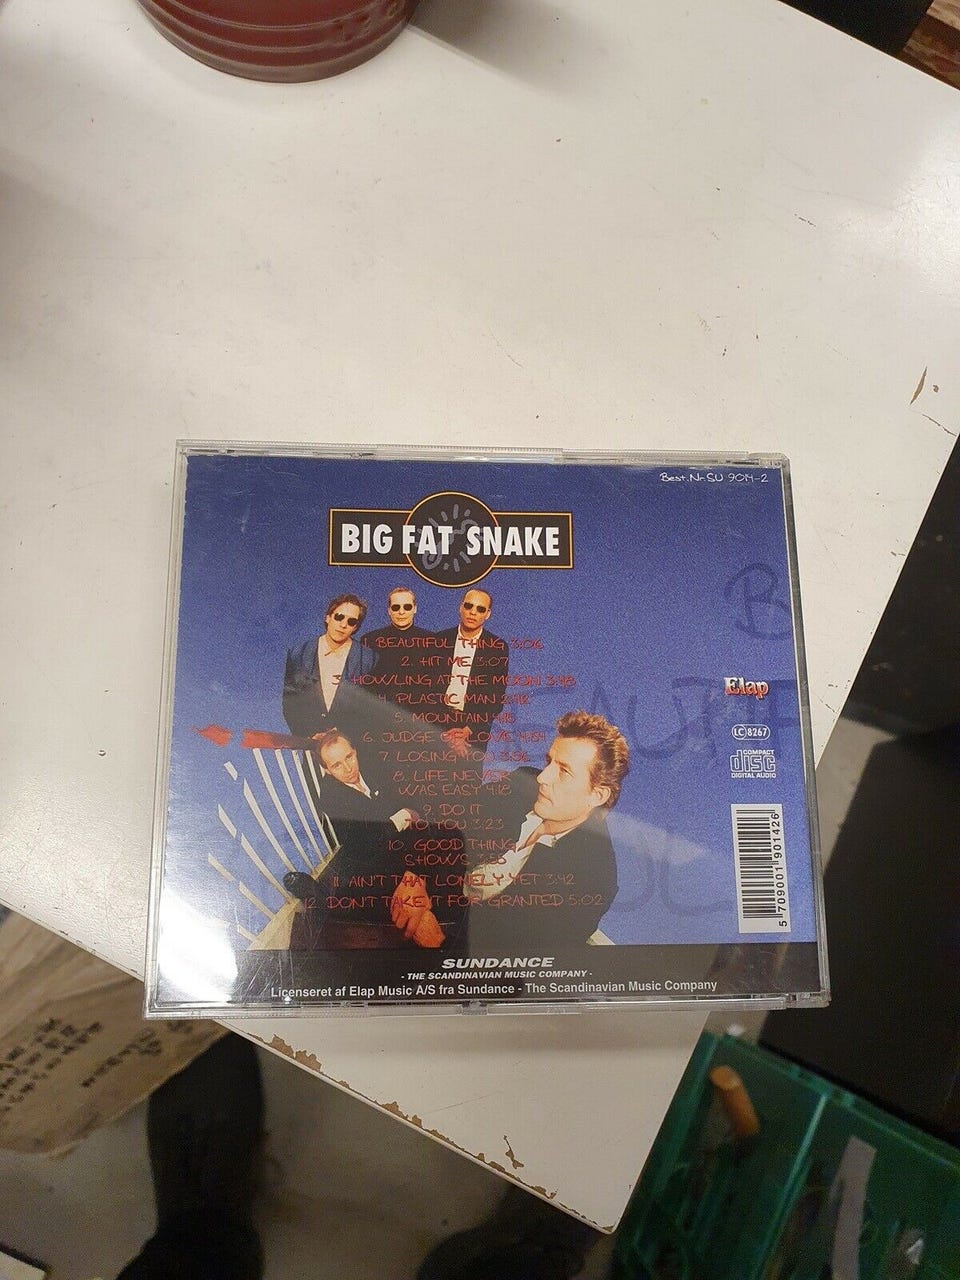 Best.Nr.SU 9014-2
BIG FAT SNAKE
1. BEAUTIFUL THING 3:06
2. HIT ME 3:07
3. HOWLING AT THE MOON 3:48
4. PLASTIC MAN 2:42
5. MOUNTAIN
6. JUDGE OF LOVE
7. LOSING YOU
8. LIFE NEVER
WAS EASY 4:18
9. DO IT
TO YOU 3:23
10. GOOD THING
SHOWS
11. AIN'T THAT LONELY YET 3:42
12. DON'T TAKE IT FOR GRANTED 5:02
Elap
LC 8267
COMPACT
disc
DIGITAL AUDIO
5 709001 901426
SUNDANCE
- THE SCANDINAVIAN MUSIC COMPANY -
Licenseret af Elap Music A/S fra Sundance - The Scandinavian Music Company